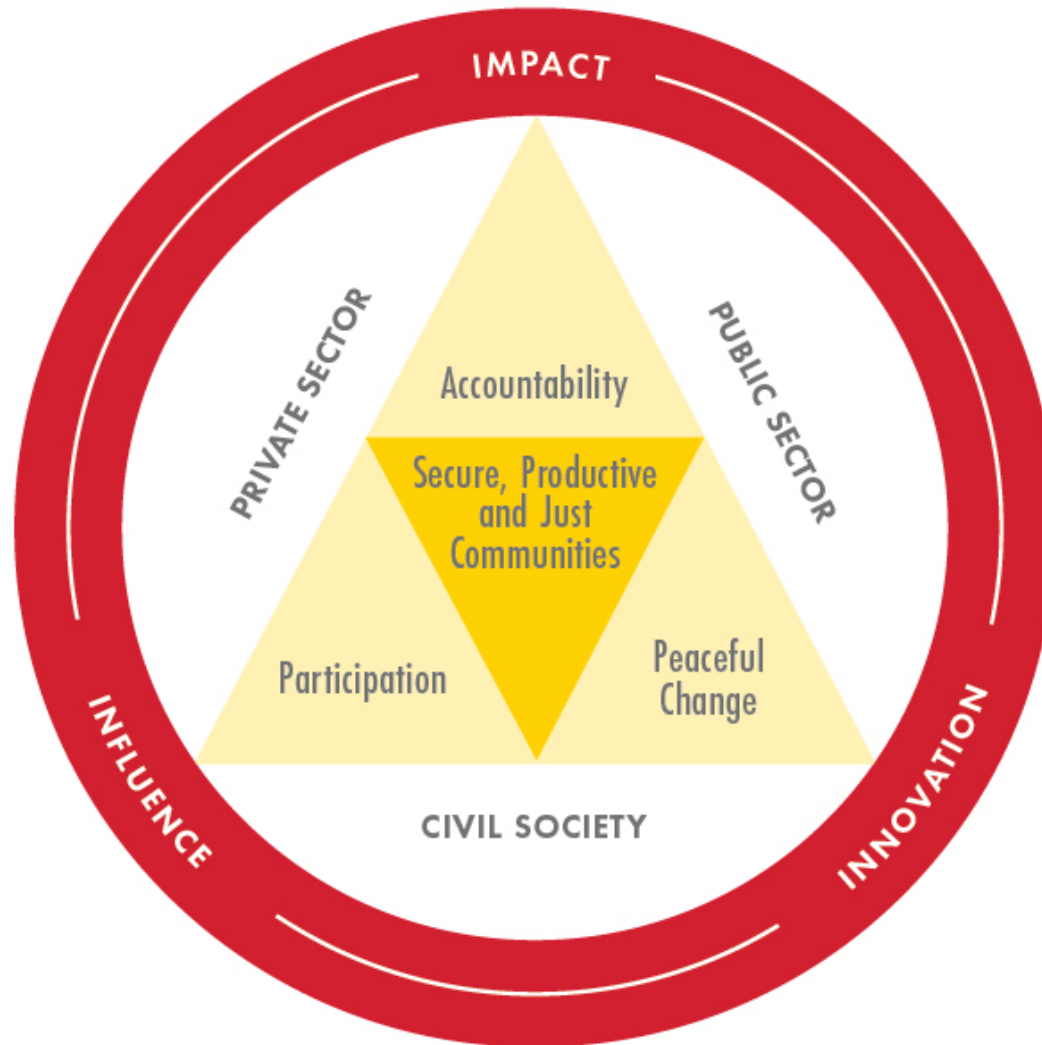 IMPACT
PRIVATE SECTOR
PUBLIC SECTOR
Accountability
Secure, Productive
and Just
Communities
Participation
Peaceful
Change
INFLUENCE
INNOVATION
CIVIL SOCIETY